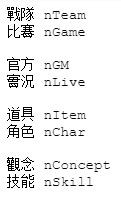 戰隊 nTeam
比賽 nGame
官方 nGM
實況 nLive
道具 nItem
角色 nChar
觀念 nConcept
技能 nSkill